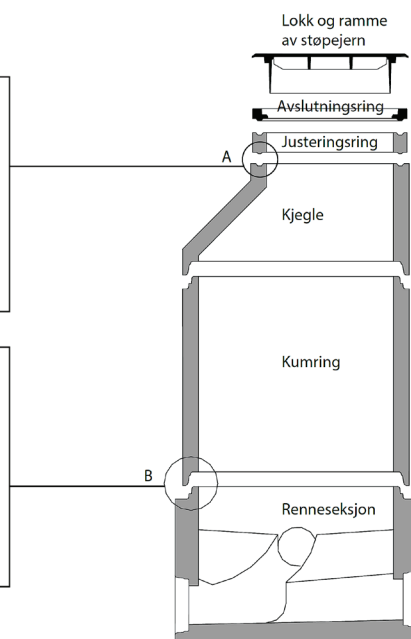 Lokk og ramme
av støpejern
Avslutningsring
Justeringsring
A
Kjegle
Kumring
B
Renneseksjon